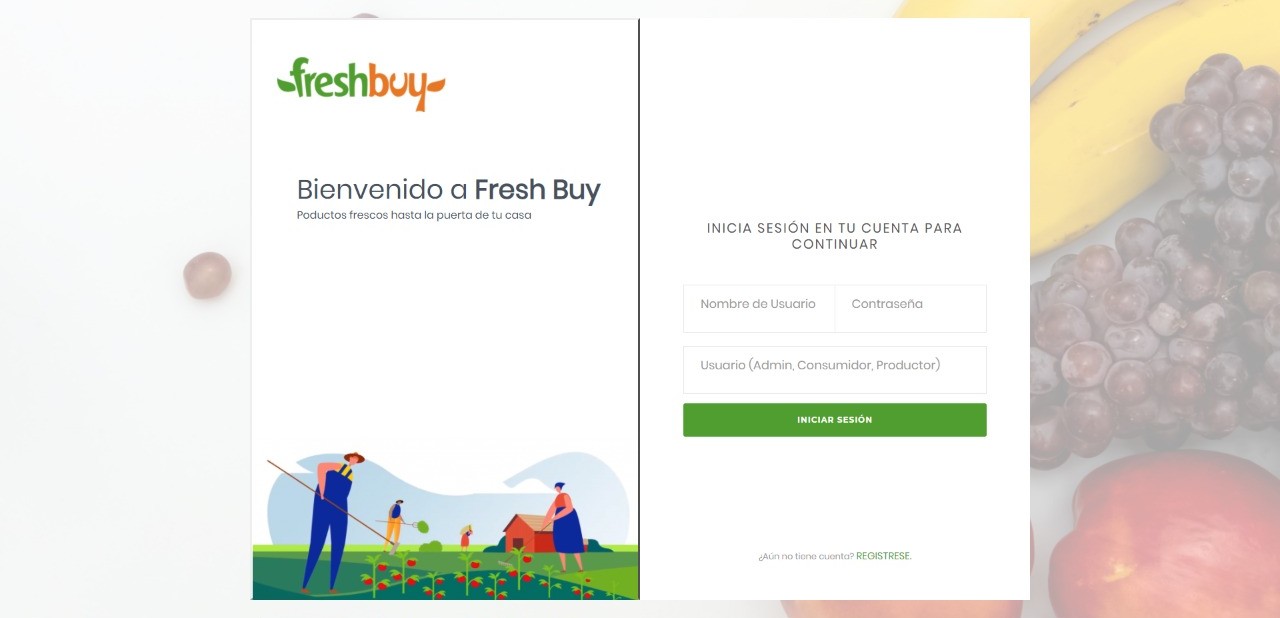 freshbuy
Bienvenido a Fresh Buy
Poductos frescos hasta la puerta de tu casa
INICIA SESIÓN EN TU CUENTA PARA
CONTINUAR
Nombre de Usuario
Contraseña
Usuario (Admin, Consumidor, Productor)
INICIAR SESIÓN
¿Aún no tiene cuenta? REGISTRESE.